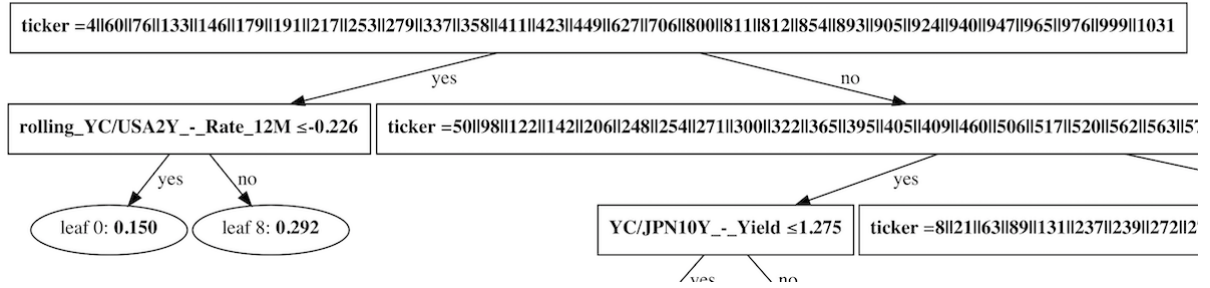 ticker =4||60||76||133||146||179||191||217||253||279||337||358||411||423||449||627||706||800||811||812||854||893||905||924||940||947||965||976||999||1031
yes
no
rolling_YC/USA2Y_-_Rate_12M ≤-0.226
ticker =50||98||122||142||206||248||254||271||300||322||365||395||405||409||460||506||517||520||562||563||57
yes
no
yes
leaf 0: 0.150
leaf 8: 0.292
YC/JPN10Y_-_Yield ≤1.275
ticker =8||21||63||89||131||237||239||272||2
yes
no